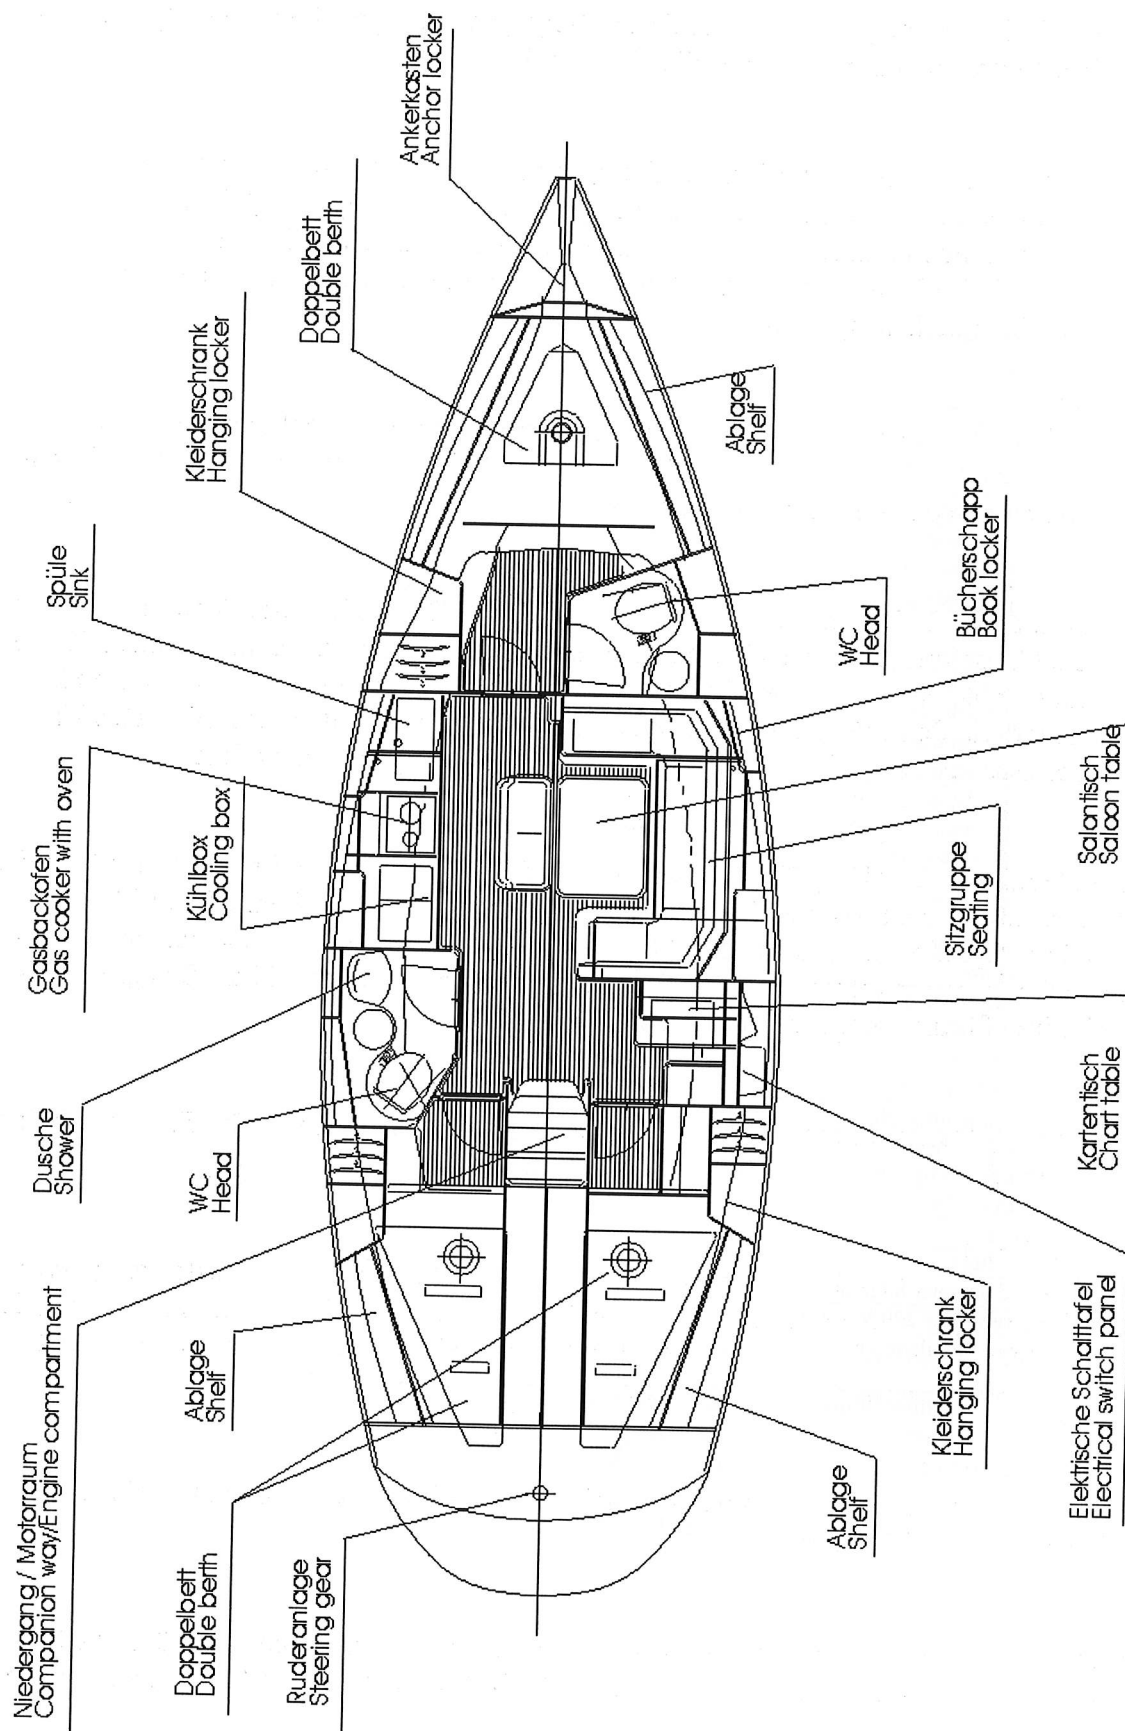 Niedergang / Motorraum
Companion way/Engine compartment
Dusche
Shower
Gasbackofen
Gas cooker with oven
Spüle
Sink
Doppelbett
Double berth
Ablage
Shelf
WC
Head
Kühlbox
Cooling box
Kleiderschrank
Hanging locker
Ruderanlage
Steering gear
Doppelbett
Double berth
Ankerkasten
Anchor locker
Ablage
Shelf
Kleiderschrank
Hanging locker
Sitzgruppe
Seating
WC
Head
Bücherschapp
Book locker
Ablage
Shelf
Elektrische Schalttafel
Electrical switch panel
Kartentisch
Chart table
Salontisch
Saloon table